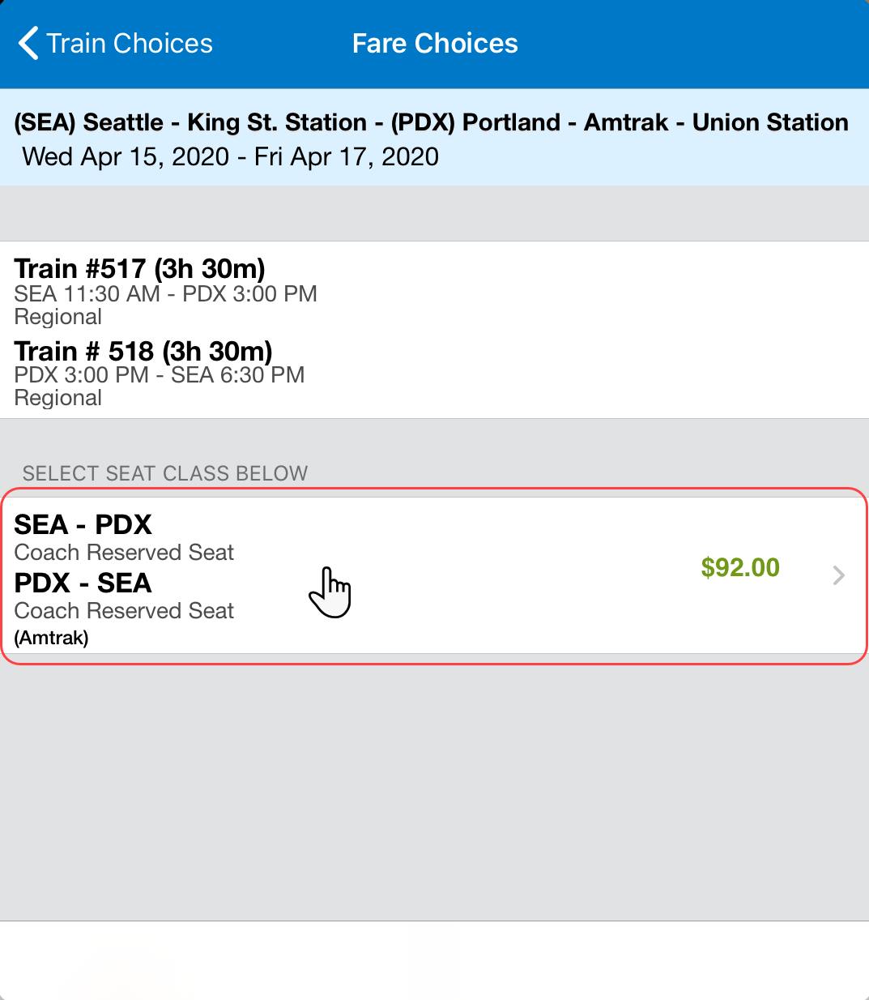 Train Choices
Fare Choices
(SEA) Seattle - King St. Station - (PDX) Portland - Amtrak - Union Station
Wed Apr 15, 2020 - Fri Apr 17, 2020
Train #517 (3h 30m)
SEA 11:30 AM - PDX 3:00 PM
Regional
Train # 518 (3h 30m)
PDX 3:00 PM - SEA 6:30 PM
Regional
SELECT SEAT CLASS BELOW
SEA - PDX
Coach Reserved Seat
PDX - SEA
Coach Reserved Seat
(Amtrak)
$92.00